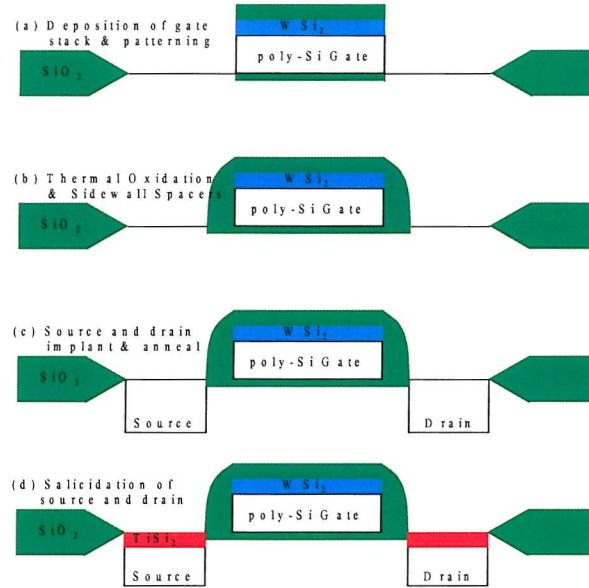 (a) Deposition of gate
stack & patterning
WSi2
poly-Si Gate
SiO2
(b) Thermal Oxidation
& Sidewall Spacers
WSi2
poly-Si Gate
SiO2
(c) Source and drain
implant & anneal
WSi2
poly-Si Gate
SiO2
Source
Drain
(d) Salicidation of
source and drain
WSi2
poly-Si Gate
SiO2
TiSi2
Source
Drain